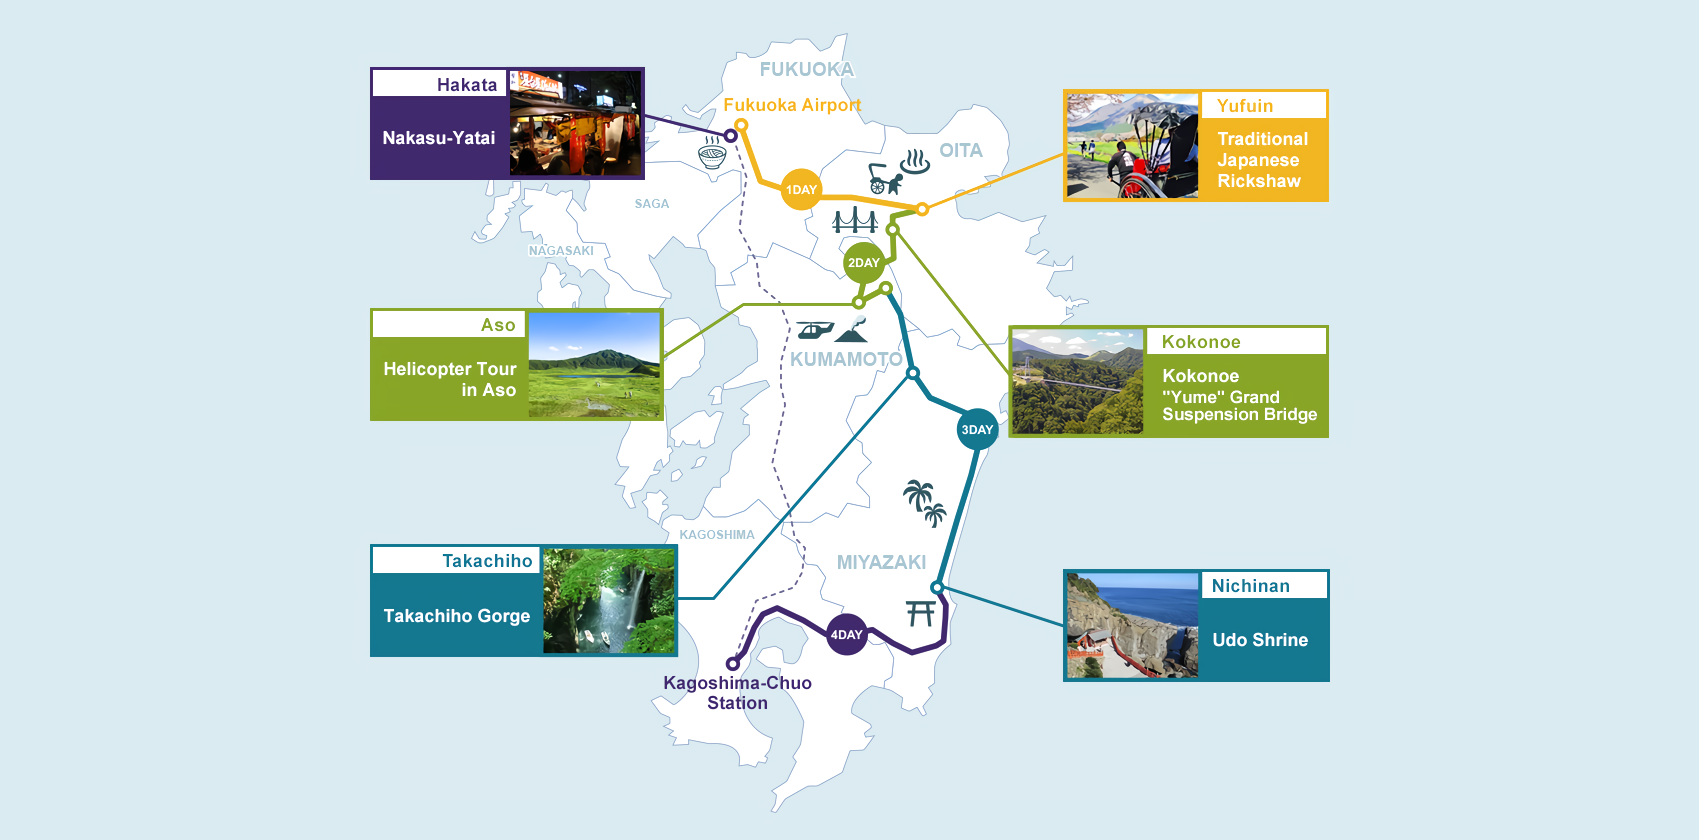 FUKUOKA
Fukuoka Airport
Hakata
Nakasu-Yatai
Yufuin
Traditional
Japanese
Rickshaw
OITA
1DAY
SAGA
NAGASAKI
2DAY
Aso
Helicopter Tour
in Aso
KUMAMOTO
Kokonoe
Kokonoe
"Yume" Grand
Suspension Bridge
3DAY
KAGOSHIMA
Takachiho
Takachiho Gorge
MIYAZAKI
Nichinan
Udo Shrine
4DAY
Kagoshima-Chuo
Station